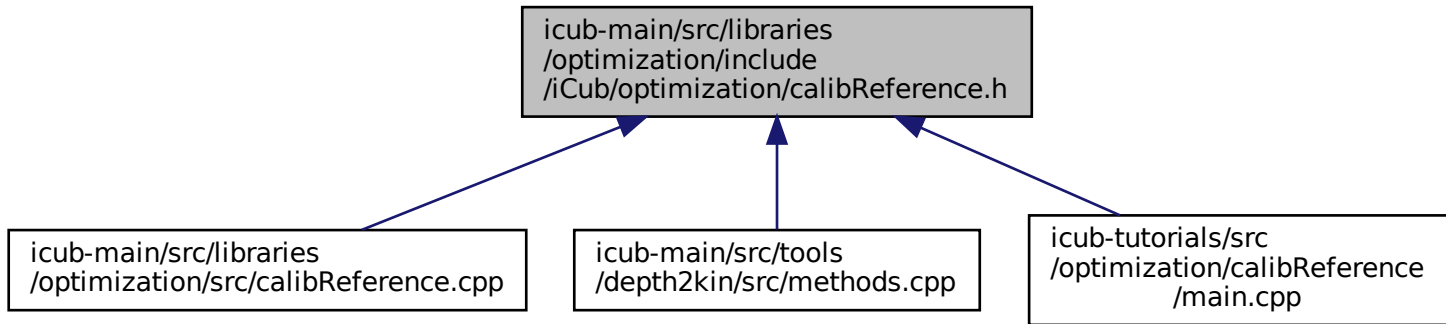 icub-main/src/libraries
/optimization/include
/iCub/optimization/calibReference.h
icub-main/src/libraries
/optimization/src/calibReference.cpp
icub-main/src/tools
/depth2kin/src/methods.cpp
icub-tutorials/src
/optimization/calibReference
/main.cpp